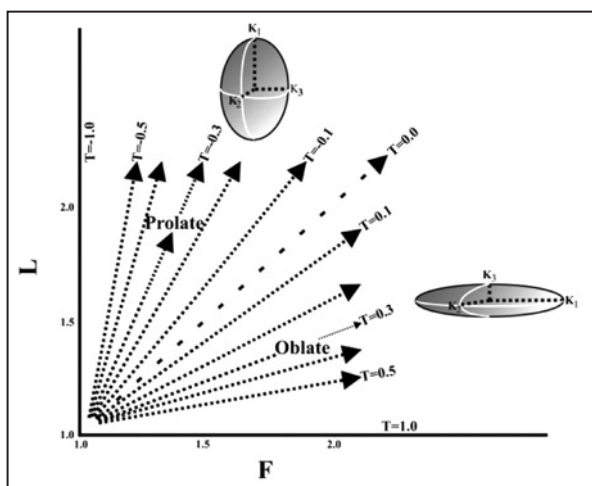 K1
K2
K3
T=-1.0
T=-0.5
T=-0.3
T=-0.1
T=0.0
2.0
Prolate
T=0.1
L
K3
K2
K1
1.5
T=0.3
Oblate
T=0.5
1.0
T=1.0
1.0
1.5
2.0
F